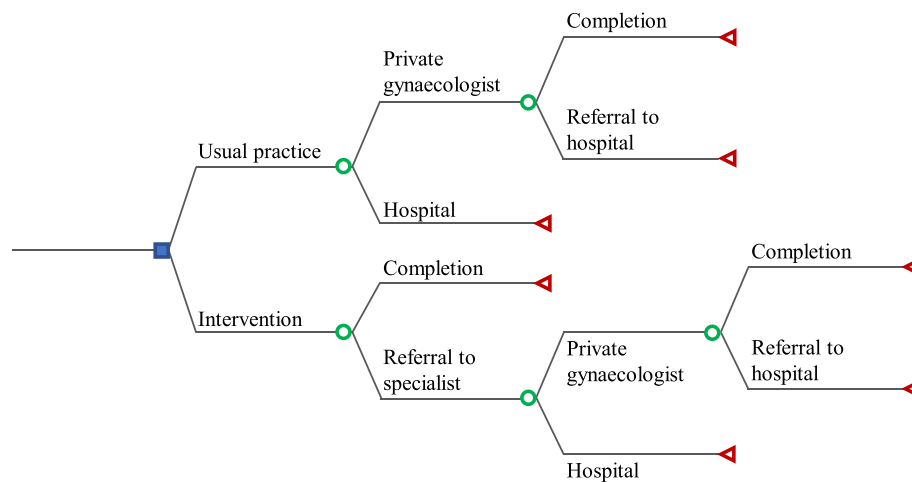 Completion
Private
gynaecologist
Referral to
hospital
Usual practice
Hospital
Completion
Completion
Intervention
Referral to
specialist
Private
gynaecologist
Referral to
hospital
Hospital